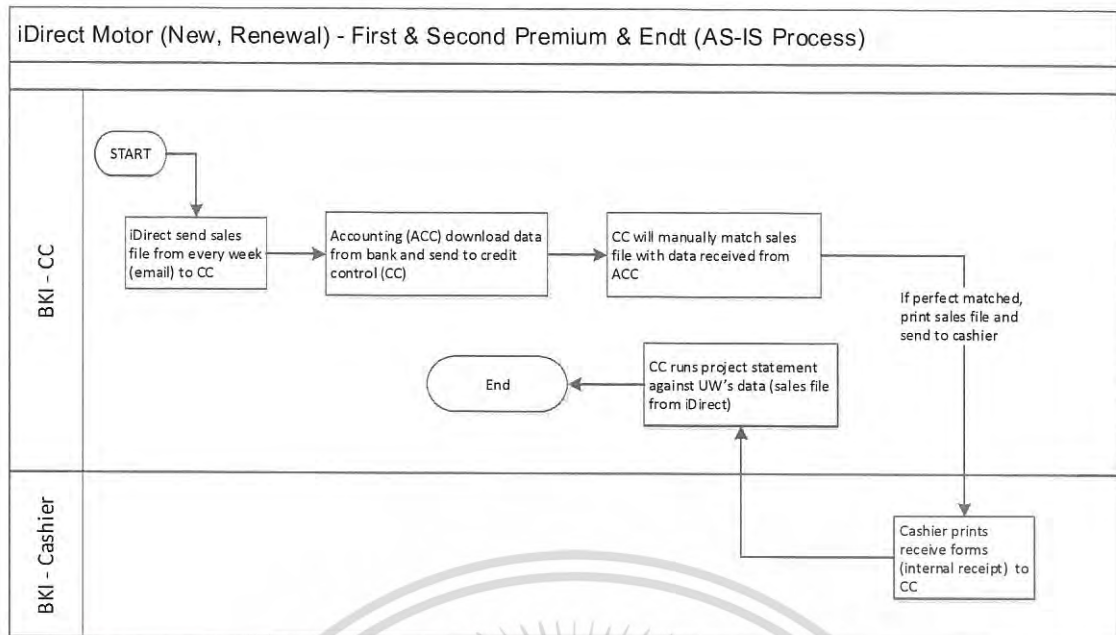 iDirect Motor (New, Renewal) - First & Second Premium & Endt (AS-IS Process)
BKI - CC
START
iDirect send sales
file from every week
(email) to CC
Accounting (ACC) download data
from bank and send to credit
control (CC)
CC will manually match sales
file with data received from
ACC
If perfect matched,
print sales file and
send to cashier
End
CC runs project statement
against UW's data (sales file
from iDirect)
BKI - Cashier
Cashier prints
receive forms
(internal receipt) to
CC